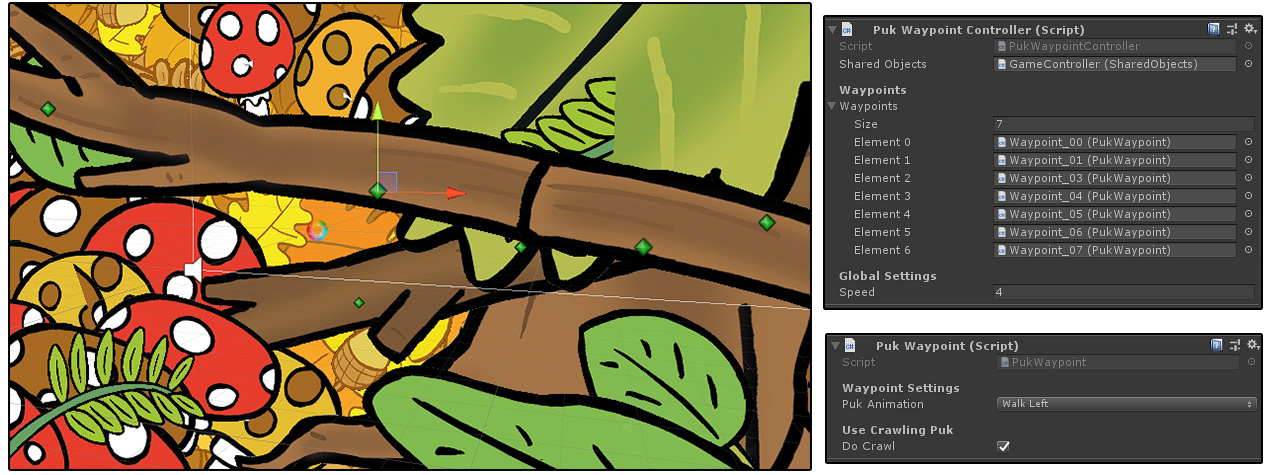 Puk Waypoint Controller (Script)
Script PukWaypointController
Shared Objects GameController (SharedObjects)
Waypoints
Waypoints
Size 7
Element 0 Waypoint_00 (PukWaypoint)
Element 1 Waypoint_01 (PukWaypoint)
Element 2 Waypoint_03 (PukWaypoint)
Element 3 Waypoint_04 (PukWaypoint)
Element 4 Waypoint_05 (PukWaypoint)
Element 5 Waypoint_06 (PukWaypoint)
Element 6 Waypoint_07 (PukWaypoint)
Global Settings
Speed 4
Puk Waypoint (Script)
Script PukWaypoint
Waypoint Settings
Puk Animation Walk Left
Use Crawling Puk
Do Crawl